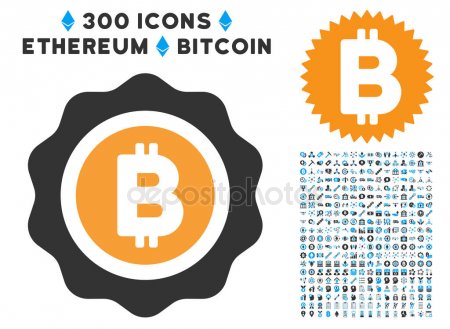 300 ICONS
ETHEREUM BITCOIN
B
B
depositphotos